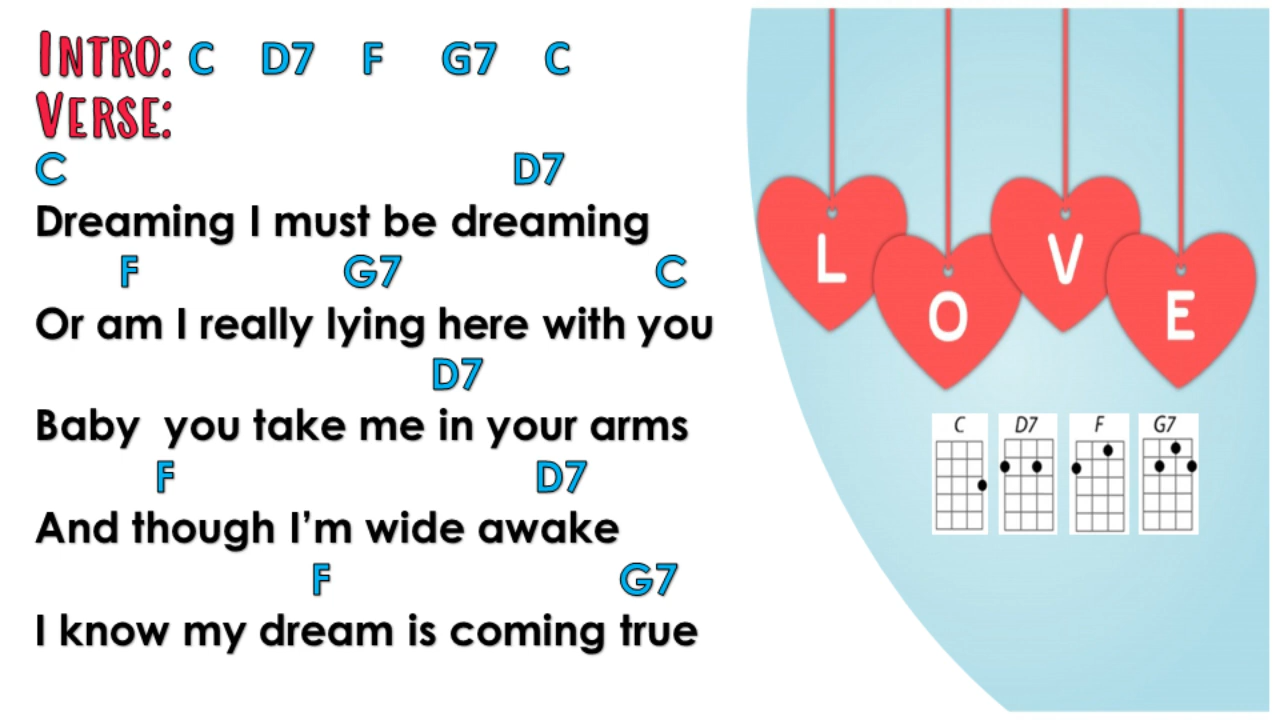 INTRO: C D7 F G7 C
VERSE:
C D7
Dreaming I must be dreaming
F G7 C
Or am I really lying here with you
D7
Baby you take me in your arms
F D7
And though I'm wide awake
F G7
I know my dream is coming true
L O V E
C D7 F G7